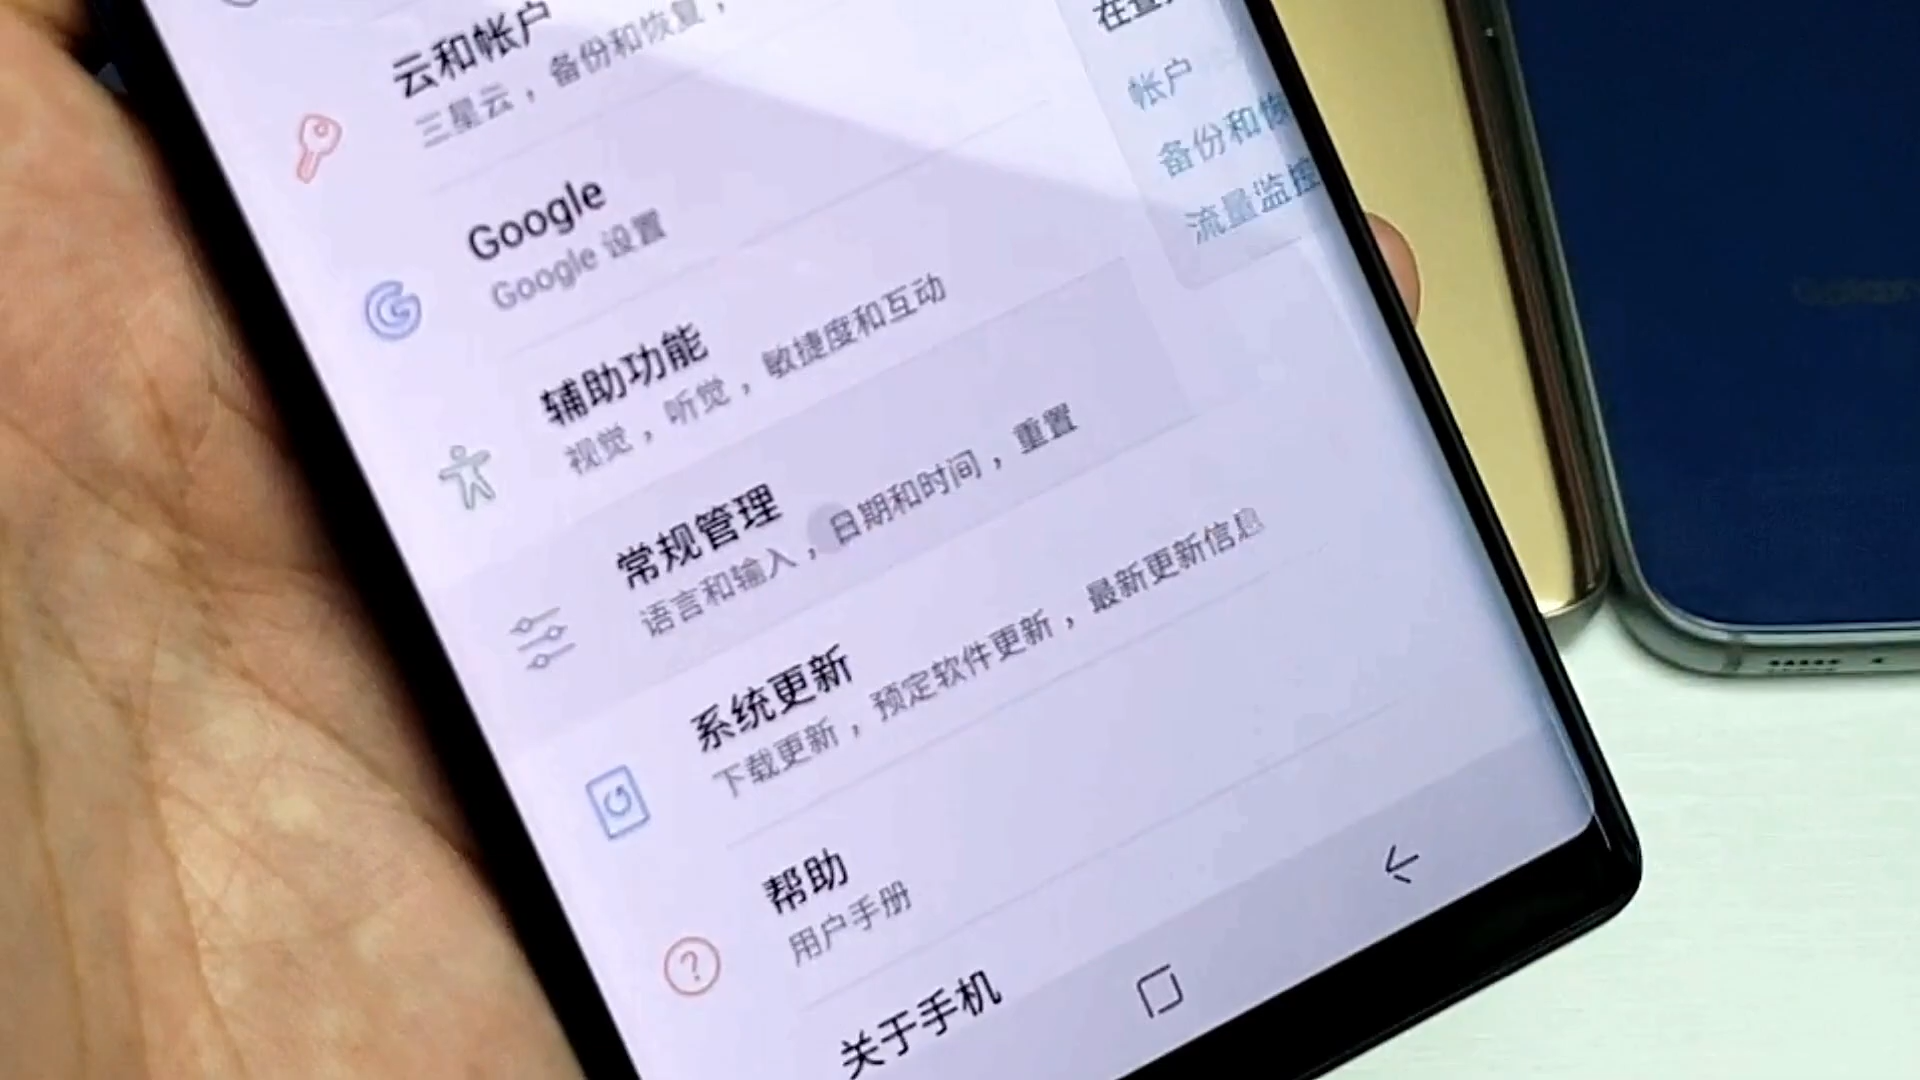 云和帐户
三星云，备份和恢复，
Google
Google 设置
辅助功能
视觉，听觉，敏捷度和互动
常规管理
语言和输入，日期和时间，重置
系统更新
下载更新，预定软件更新，最新更新信息
帮助
用户手册
关于手机
帐户
备份和恢
流量监控